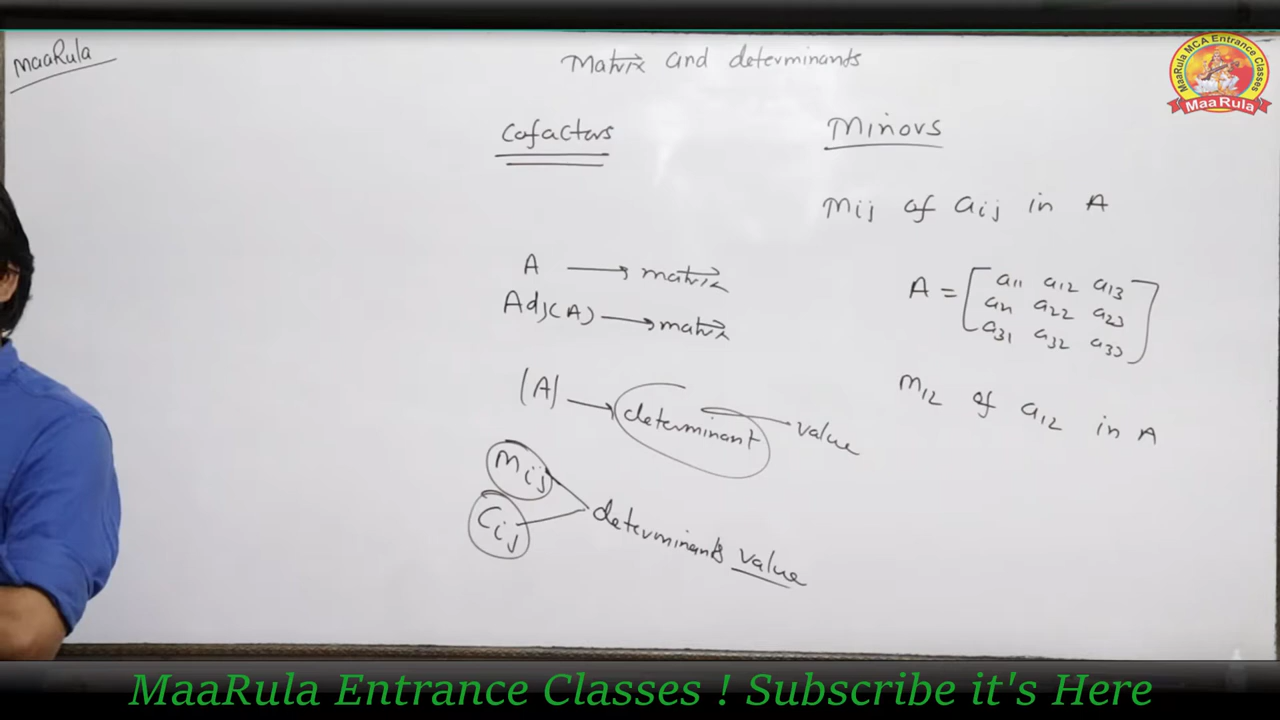 MaaRula
Matrix and determinants
MaaRula MCA Entrance Classes
MaaRula
Cofactors
Minors
Mij of aij in A
A → matrix
Adj(A) → matrix
A = [a11 a12 a13
a21 a22 a23
a31 a32 a33]
|A| → determinant value
M12 of a12 in A
Mij
Cij
determinants value
MaaRula Entrance Classes ! Subscribe it's Here